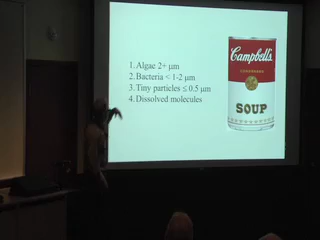 1. Algae 2+ μm
2. Bacteria < 1-2 μm
3. Tiny particles ≤ 0.5 μm
4. Dissolved molecules
Campbell's
CONDENSED
SOUP